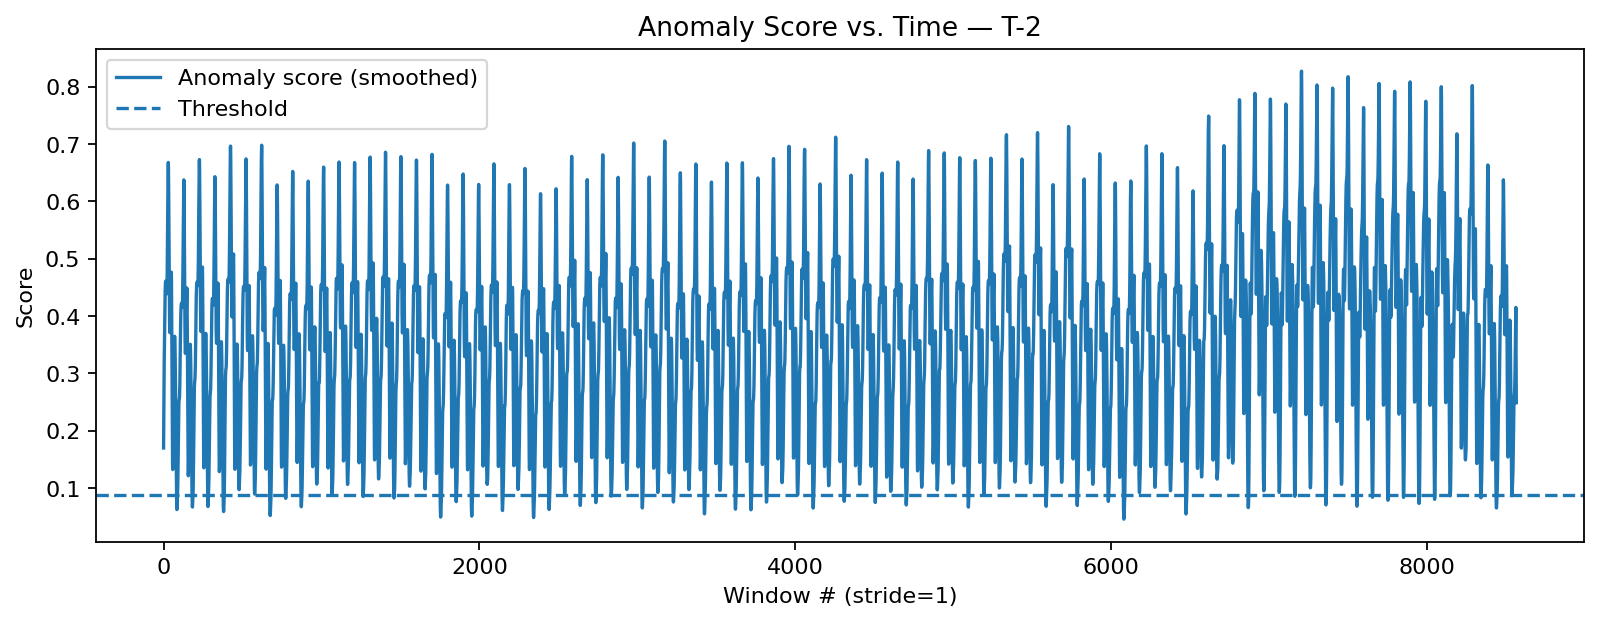 Anomaly Score vs. Time — T-2
Anomaly score (smoothed)
Threshold
Score
0.8
0.7
0.6
0.5
0.4
0.3
0.2
0.1
0 2000 4000 6000 8000
Window # (stride=1)